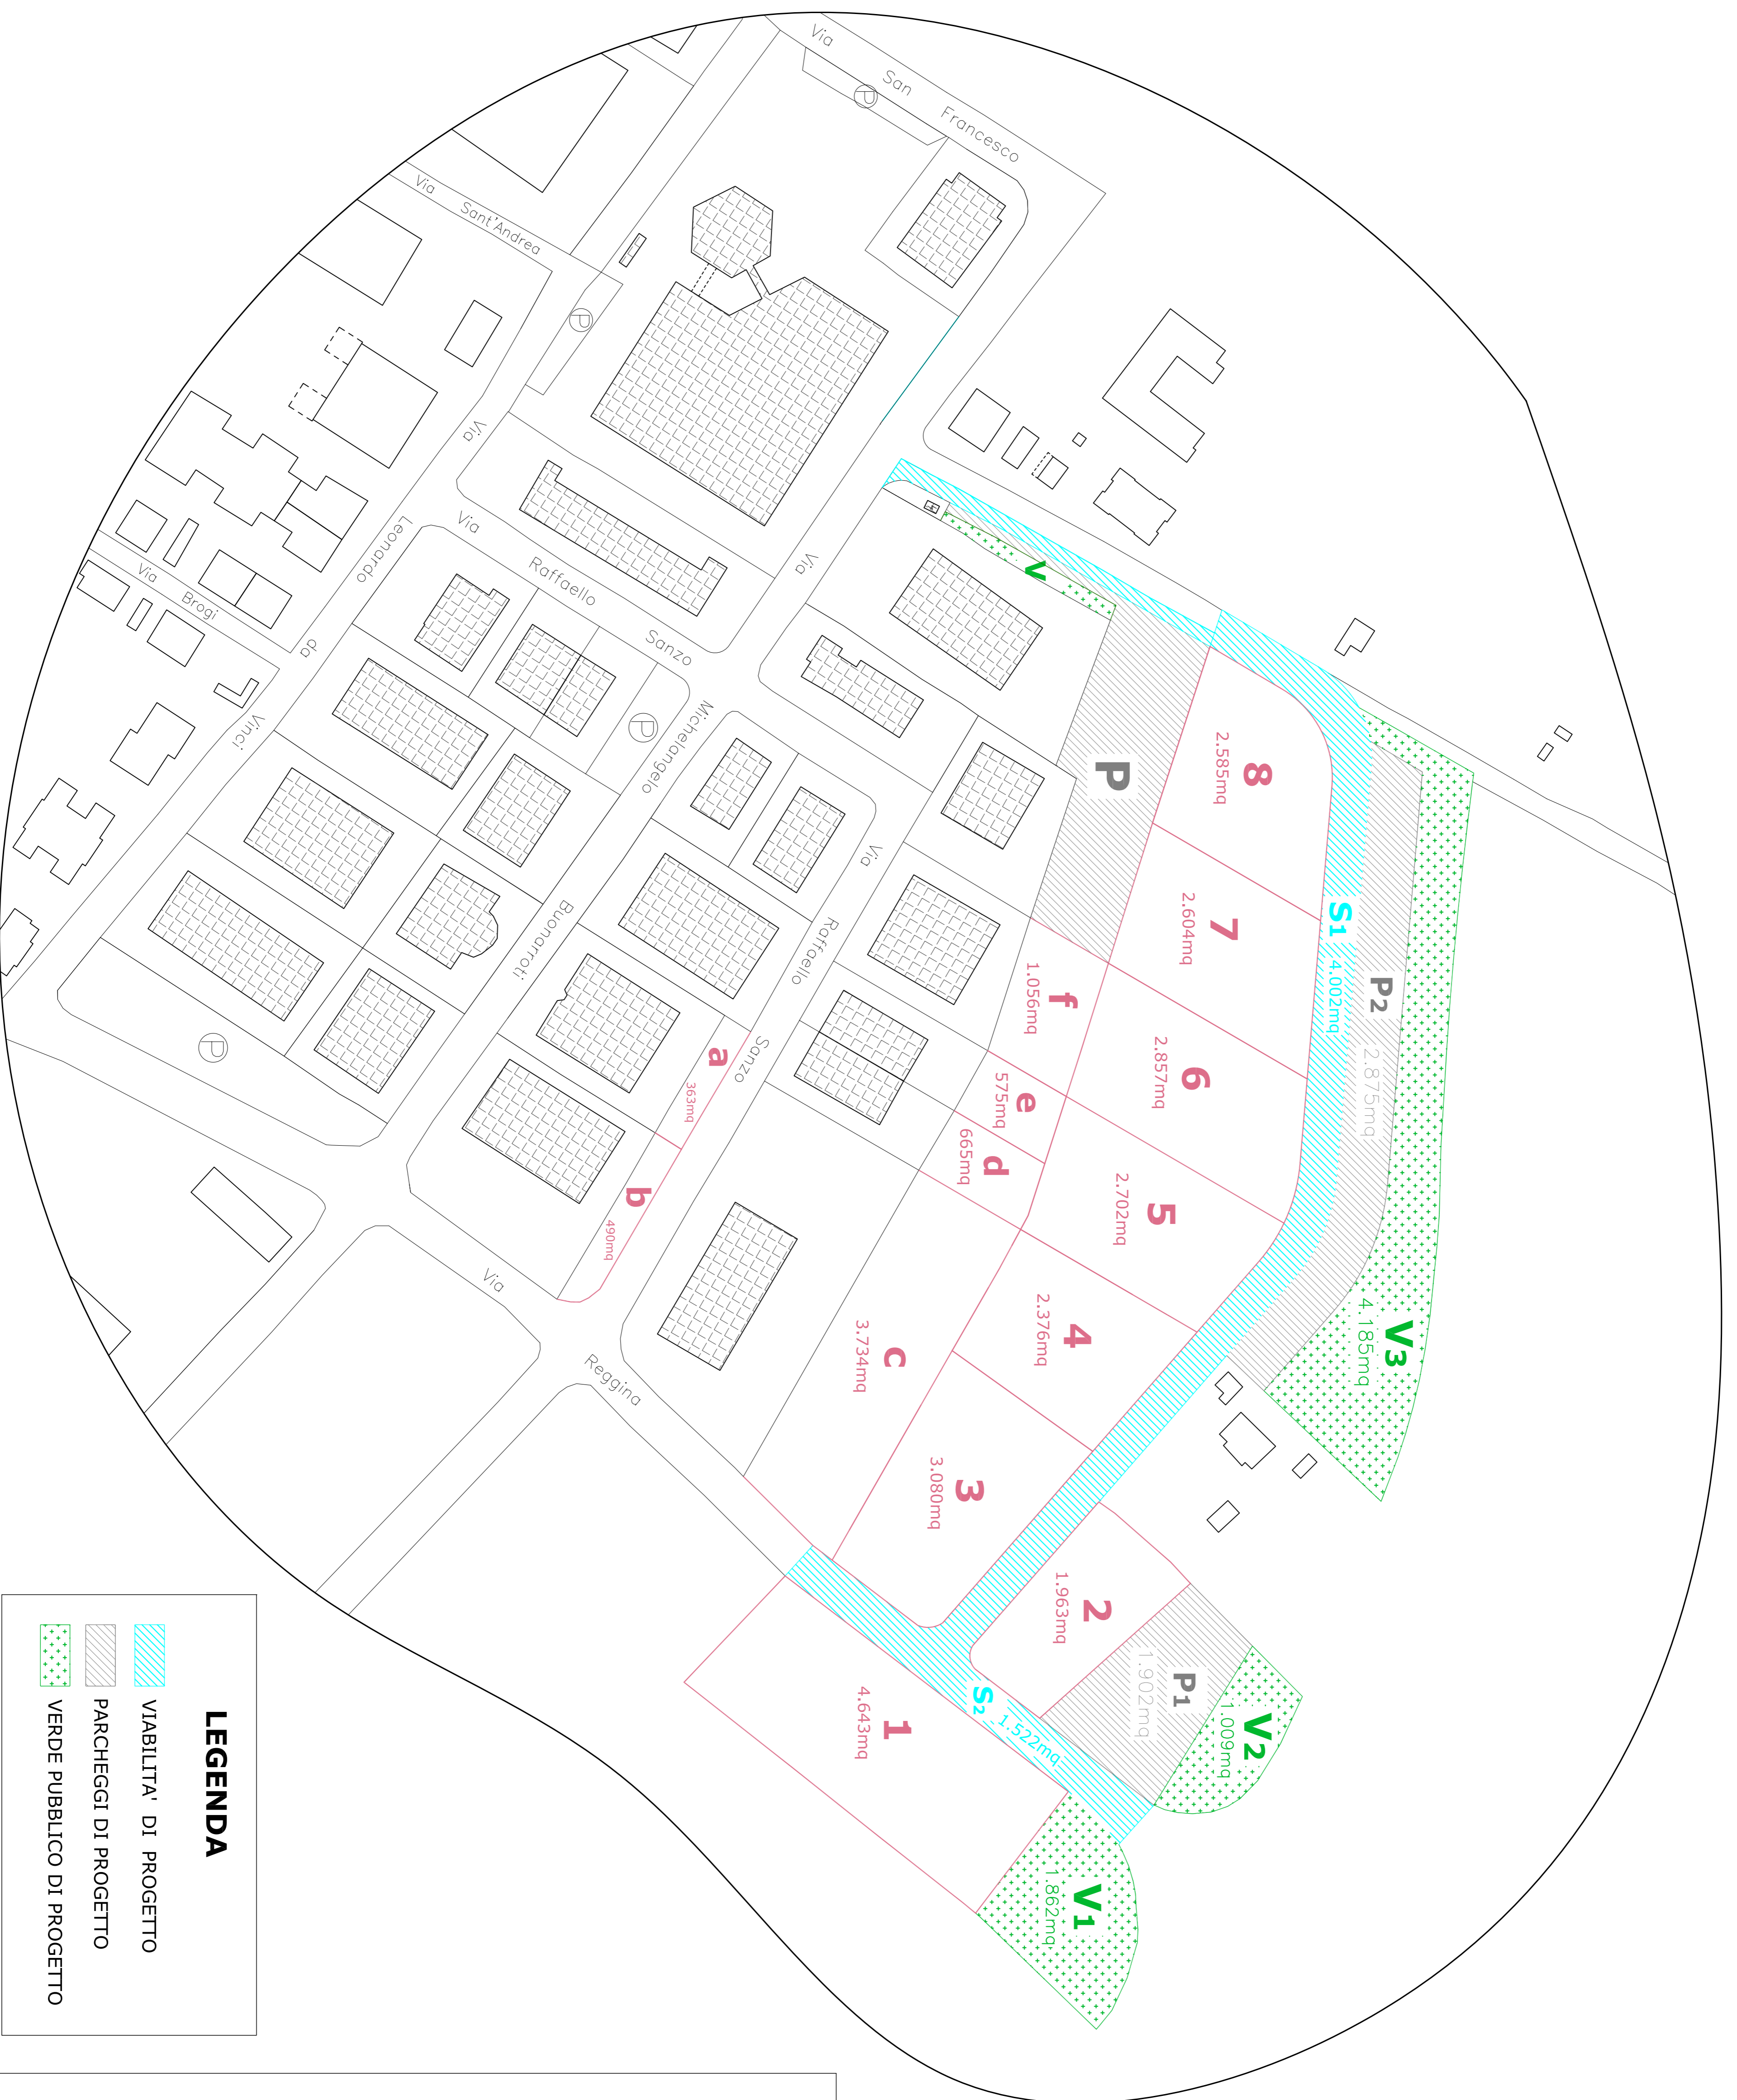 Via San Francesco
P
Via Sant'Andrea
P
Via Leonardo da Vinci
Via Brogi
Via Raffaello Sanzo
P
Via Michelangelo Buonarroti
Via Raffaello Sanzo
P
Via Reggina
V
P
8
2.585mq
7
2.604mq
6
2.857mq
5
2.702mq
4
2.376mq
3
3.080mq
2
1.963mq
1
4.643mq
f
1.056mq
e
575mq
d
665mq
c
3.734mq
a
363mq
b
490mq
S1 4.002mq
P2 2.875mq
V3
4.185mq
S2 1.522mq
P1
1.902mq
V2
1.009mq
V1
1.862mq
LEGENDA
VIABILITA' DI PROGETTO
PARCHEGGI DI PROGETTO
VERDE PUBBLICO DI PROGETTO